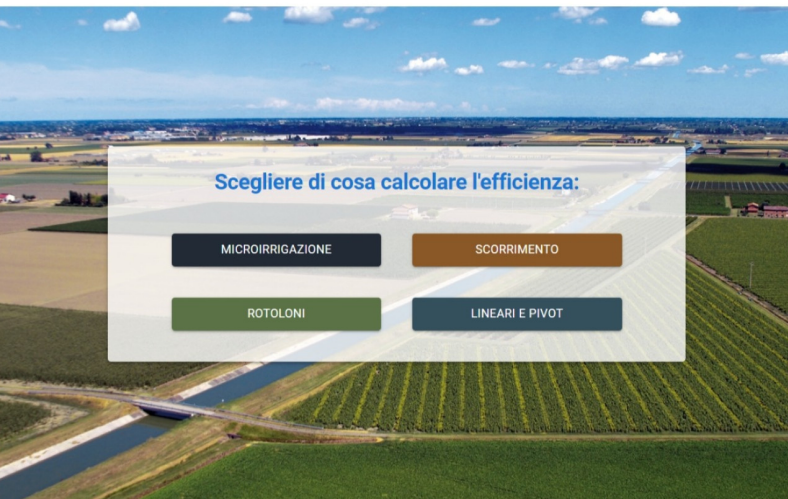 Scegliere di cosa calcolare l'efficienza:
MICROIRRIGAZIONE
SCORRIMENTO
ROTOLONI
LINEARI E PIVOT